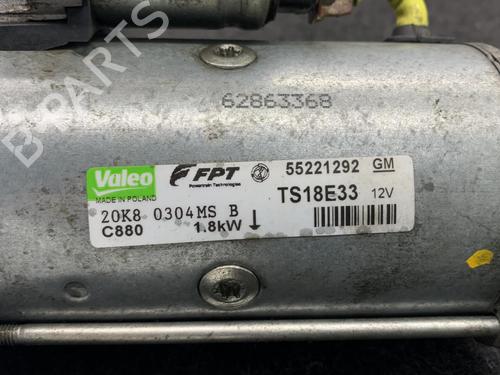 62863368
Valeo
MADE IN POLAND
FPT
Powertrain Technologies
55221292 GM
TS18E33 12V
20K8 0304MS B
C880 1.8kW
B-PARTS